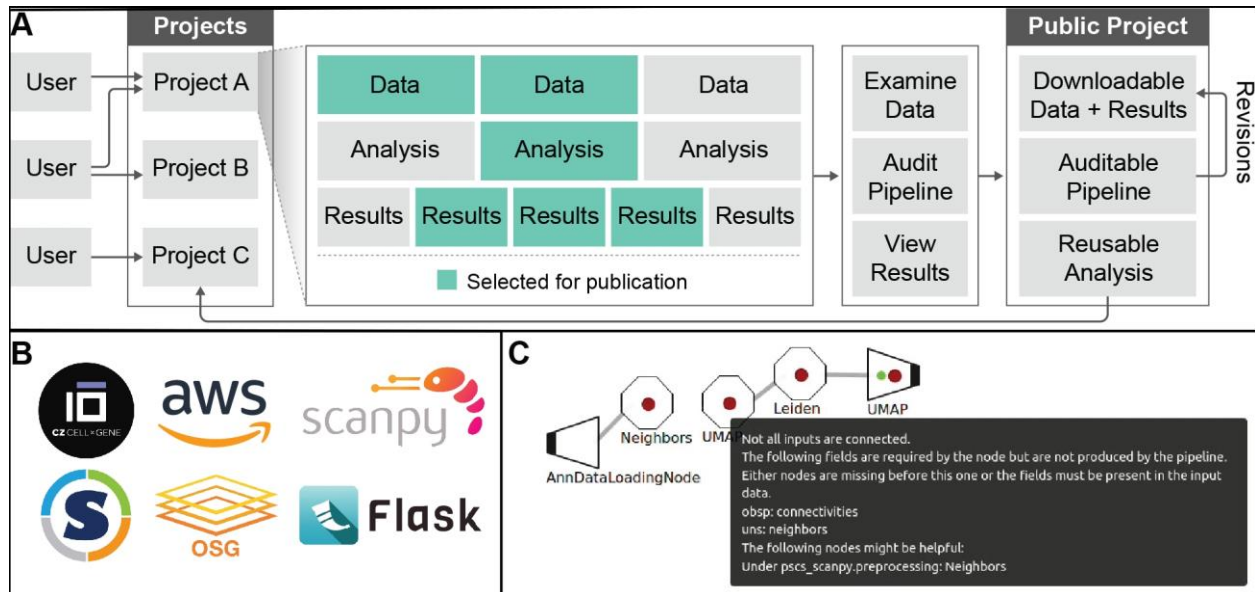 A
Projects
Public Project
User
Project A
User
Project B
User
Project C
Data
Data
Data
Analysis
Analysis
Analysis
Results
Results
Results
Results
Results
Selected for publication
Examine
Data
Audit
Pipeline
View
Results
Downloadable
Data + Results
Auditable
Pipeline
Reusable
Analysis
Revisions
B
CZ CELL×GENE
aws
scanpy
S
OSG
Flask
C
AnnDataLoadingNode
Neighbors
UMAP
Leiden
UMAP
Not all inputs are connected.
The following fields are required by the node but are not produced by the pipeline.
Either nodes are missing before this one or the fields must be present in the input
data.
obsp: connectivities
uns: neighbors
The following nodes might be helpful:
Under pscs_scanpy.preprocessing: Neighbors